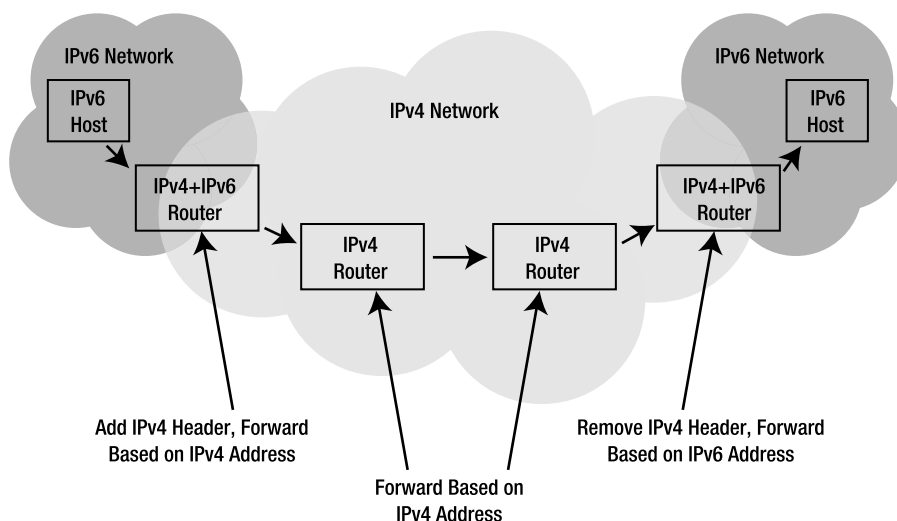 IPv6 Network
IPv6
Host
IPv4+IPv6
Router
IPv4 Network
IPv4
Router
IPv4
Router
IPv6 Network
IPv6
Host
IPv4+IPv6
Router
Add IPv4 Header, Forward
Based on IPv4 Address
Forward Based on
IPv4 Address
Remove IPv4 Header, Forward
Based on IPv6 Address